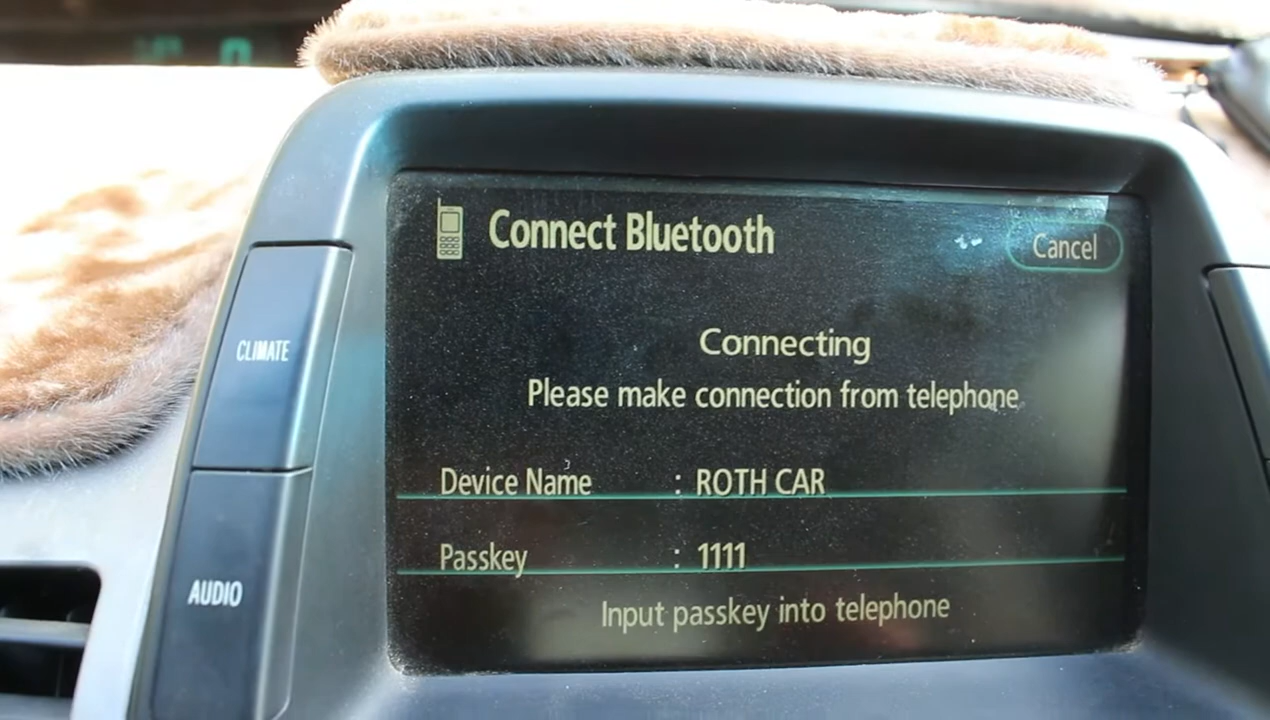 Connect Bluetooth
Cancel
CLIMATE
Connecting
Please make connection from telephone
Device Name : ROTH CAR
Passkey : 1111
AUDIO
Input passkey into telephone